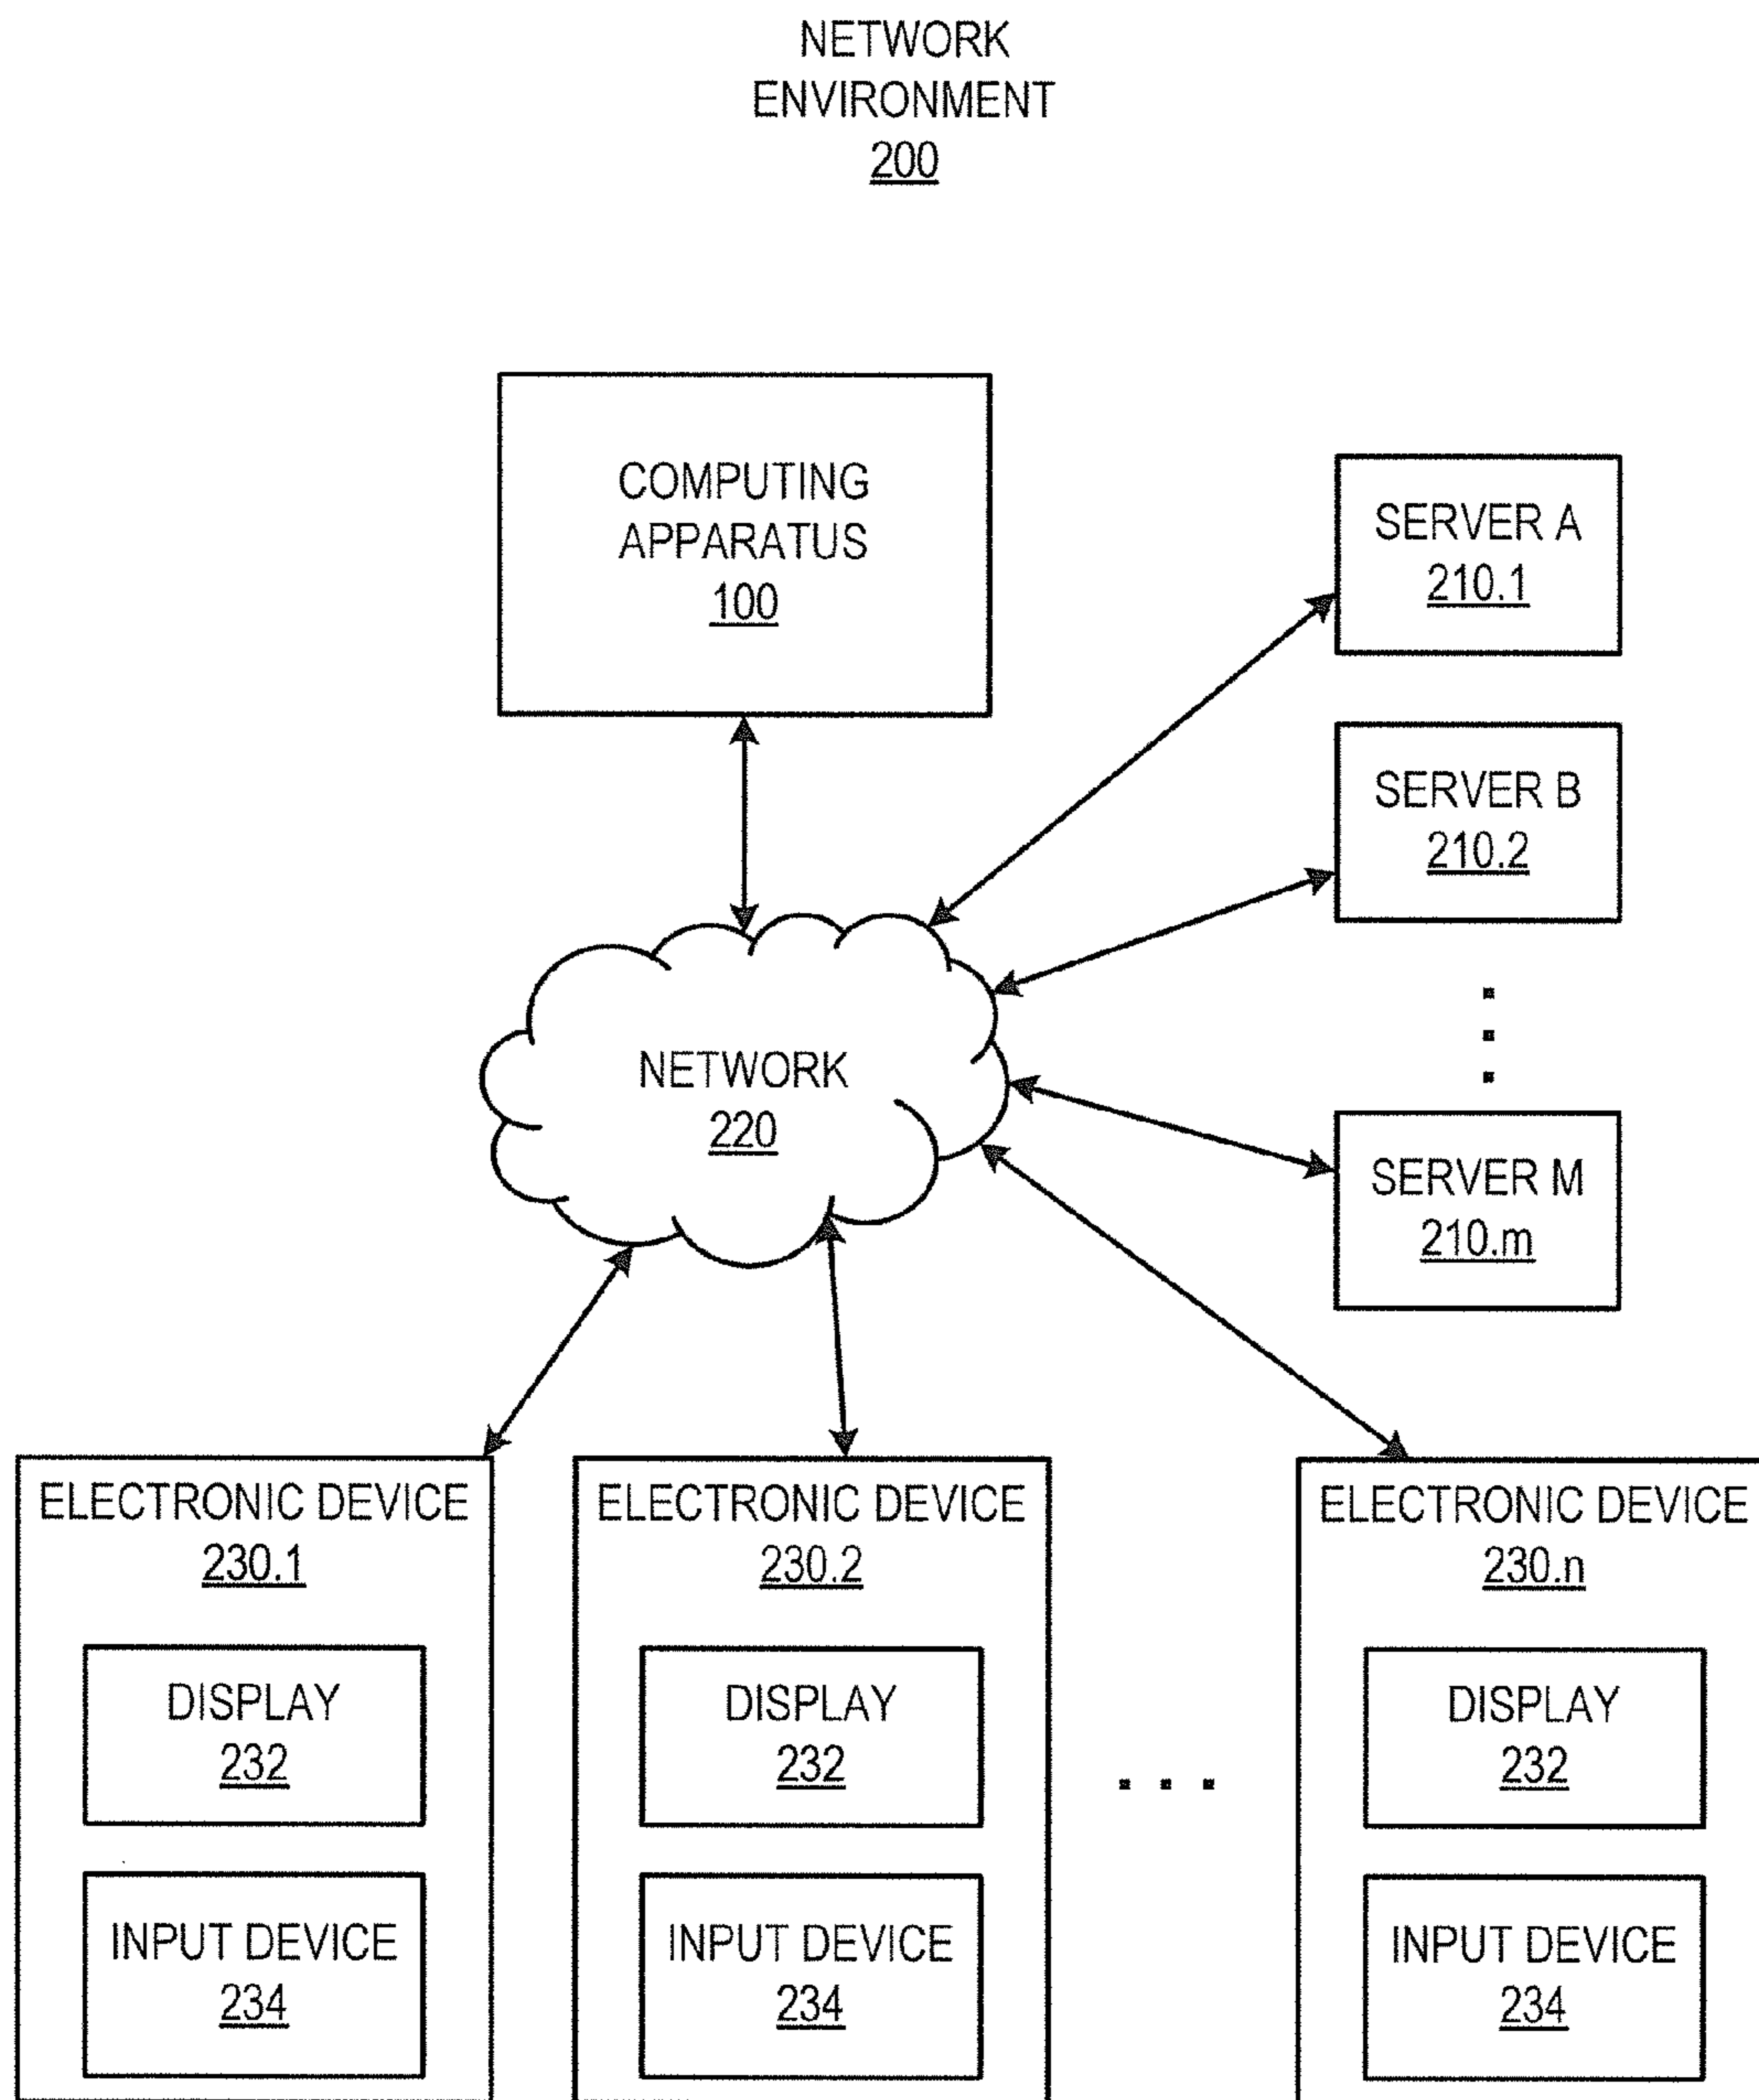 NETWORK
ENVIRONMENT
200
COMPUTING
APPARATUS
100
SERVER A
210.1
SERVER B
210.2
NETWORK
220
SERVER M
210.m
ELECTRONIC DEVICE
230.1
DISPLAY
232
INPUT DEVICE
234
ELECTRONIC DEVICE
230.2
DISPLAY
232
INPUT DEVICE
234
ELECTRONIC DEVICE
230.n
DISPLAY
232
INPUT DEVICE
234